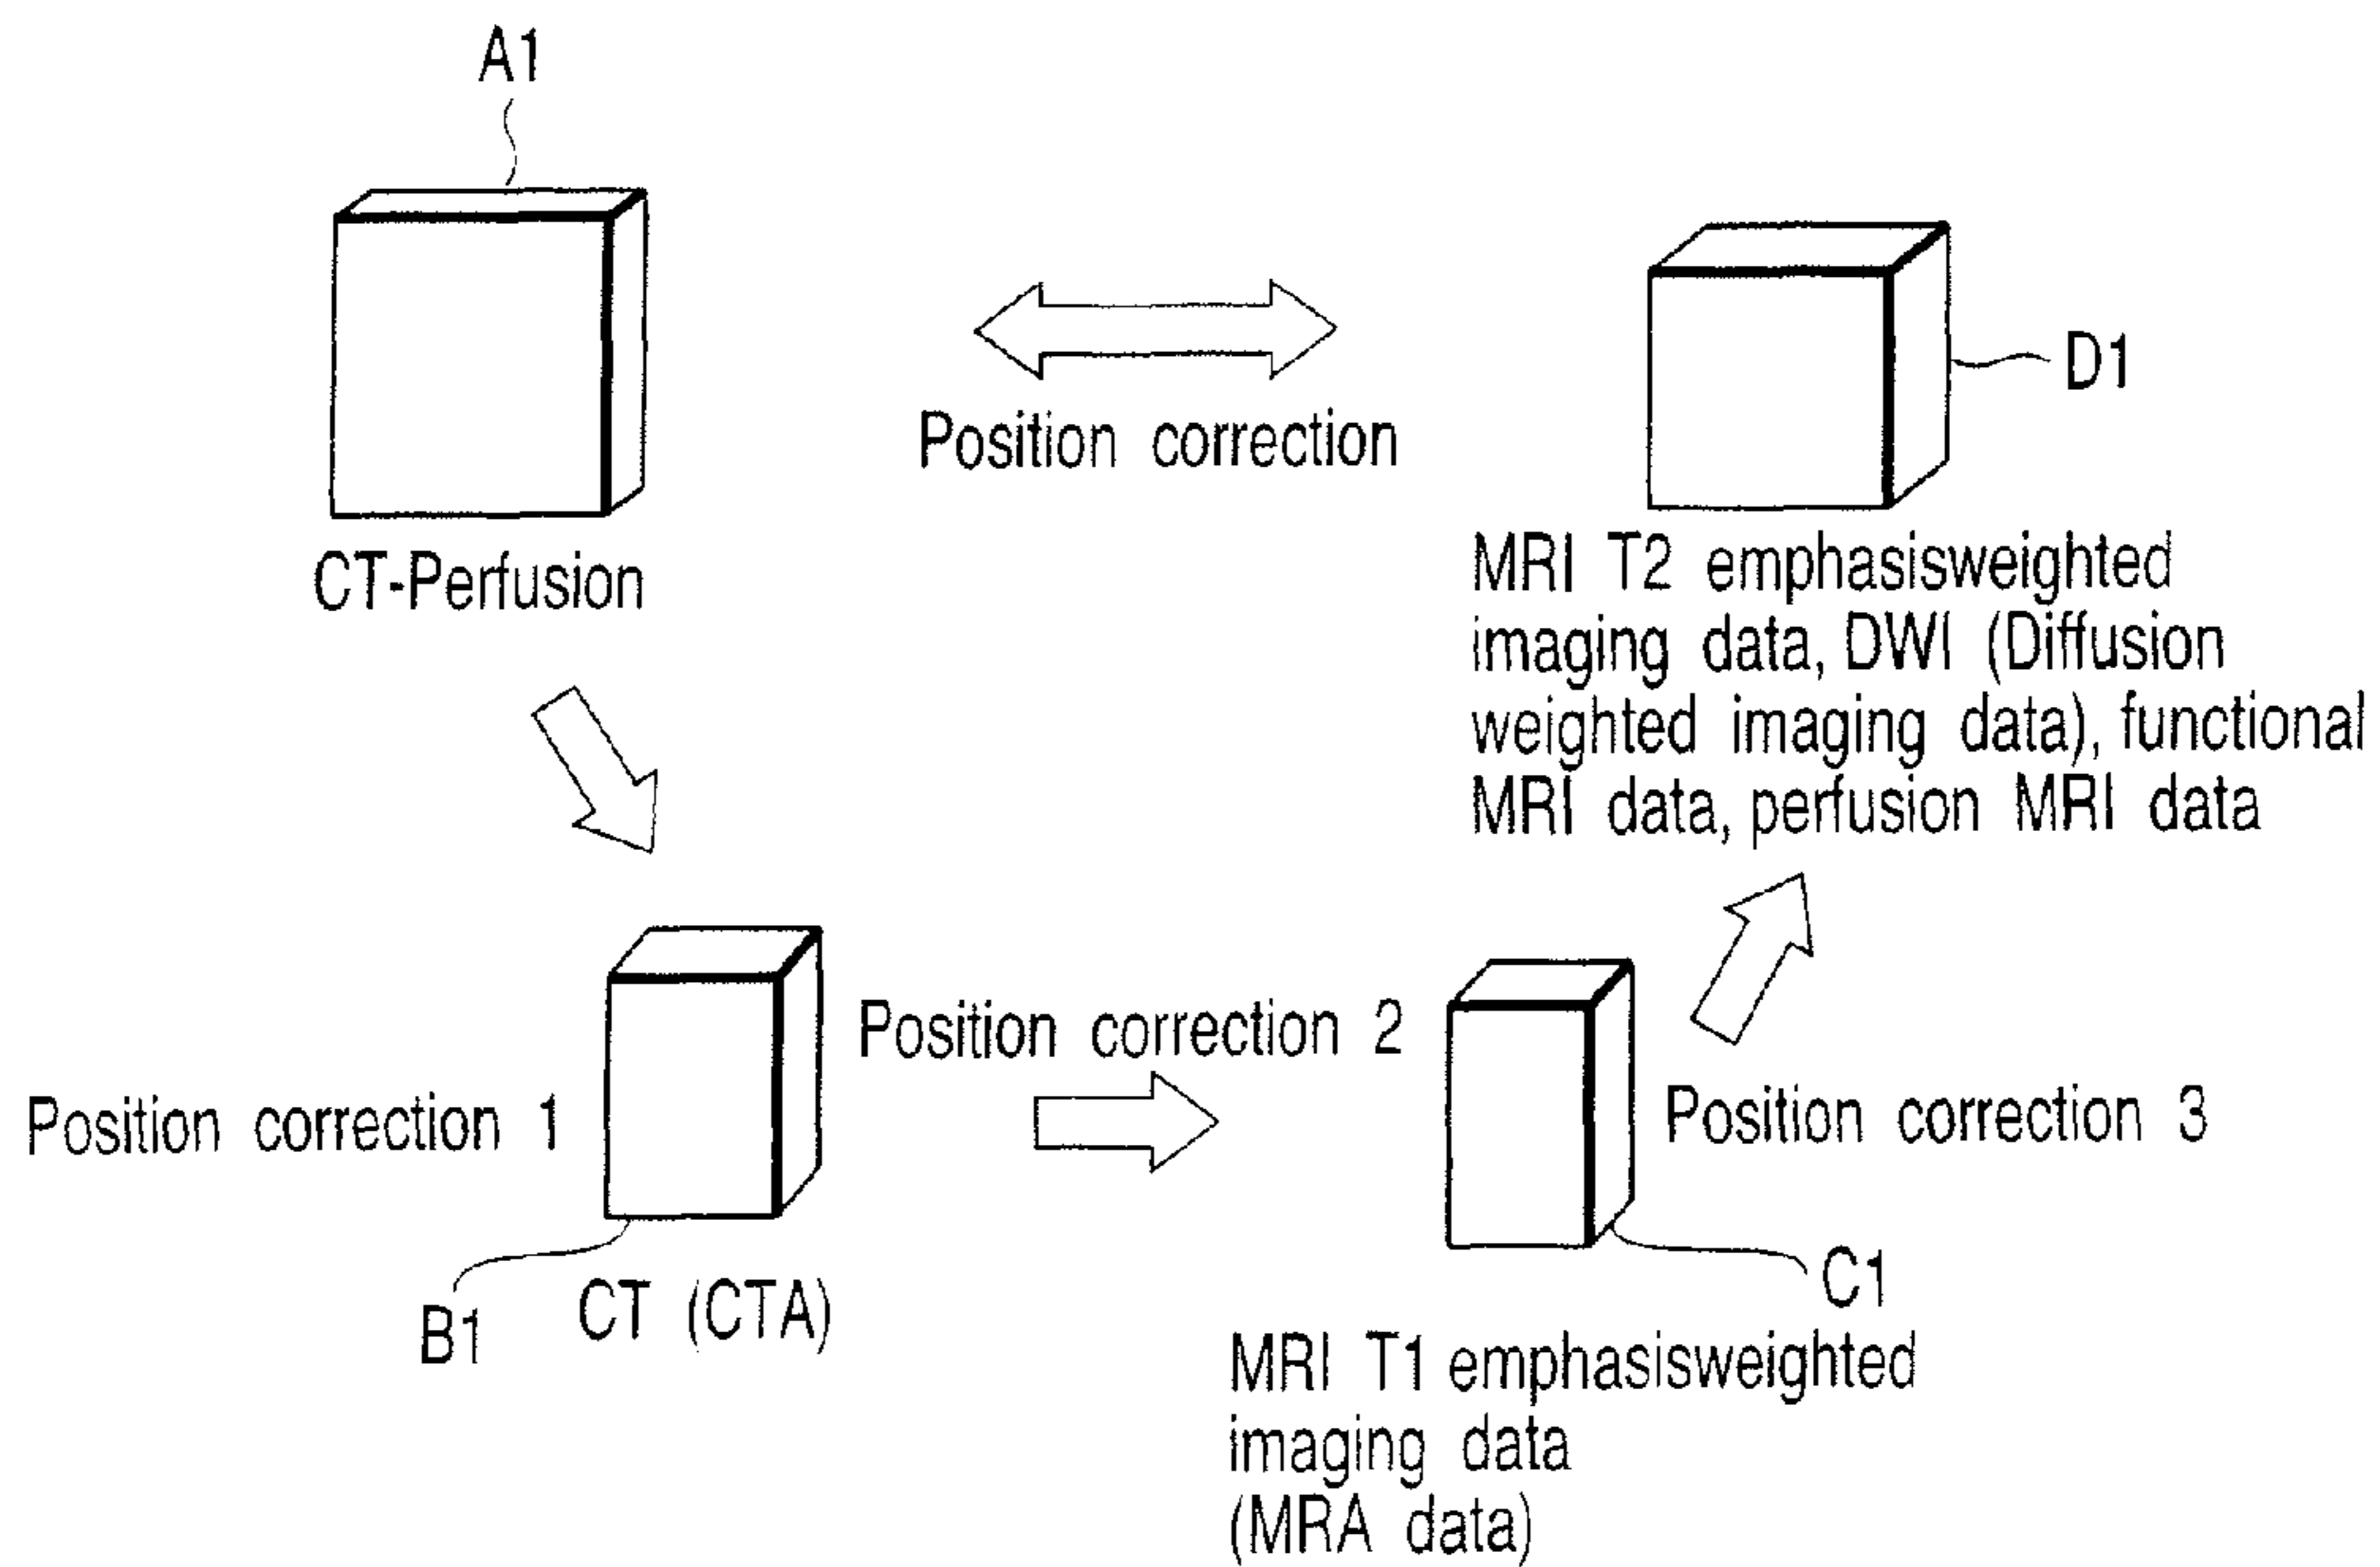 A1
D1
Position correction
CT-Perfusion
MRI T2 emphasisweighted
imaging data, DWI (Diffusion
weighted imaging data), functional
MRI data, perfusion MRI data
Position correction 2
Position correction 1
Position correction 3
B1
CT (CTA)
C1
MRI T1 emphasisweighted
imaging data
(MRA data)